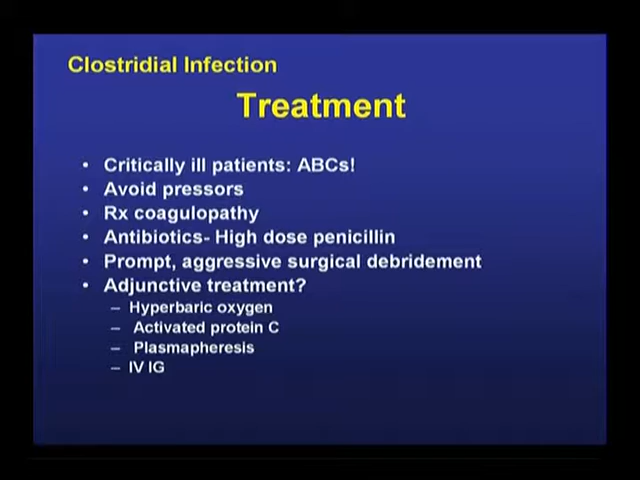 Clostridial Infection
Treatment
• Critically ill patients: ABCs!
• Avoid pressors
• Rx coagulopathy
• Antibiotics- High dose penicillin
• Prompt, aggressive surgical debridement
• Adjunctive treatment?
– Hyperbaric oxygen
– Activated protein C
– Plasmapheresis
– IV IG